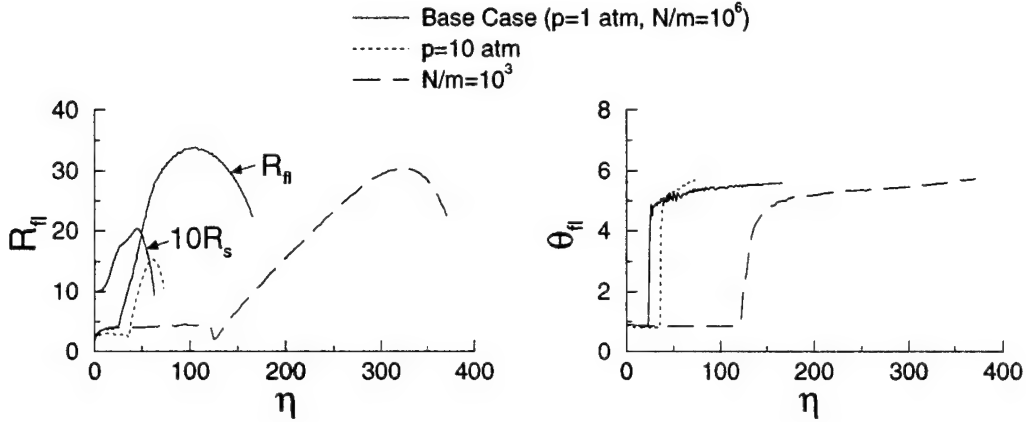 Base Case (p=1 atm, N/m=10⁶)
p=10 atm
N/m=10³
40
30
20
10
0
R_fl
R_fl
10R_s
0 100 200 300 400
η
8
6
4
2
0
θ_fl
0 100 200 300 400
η